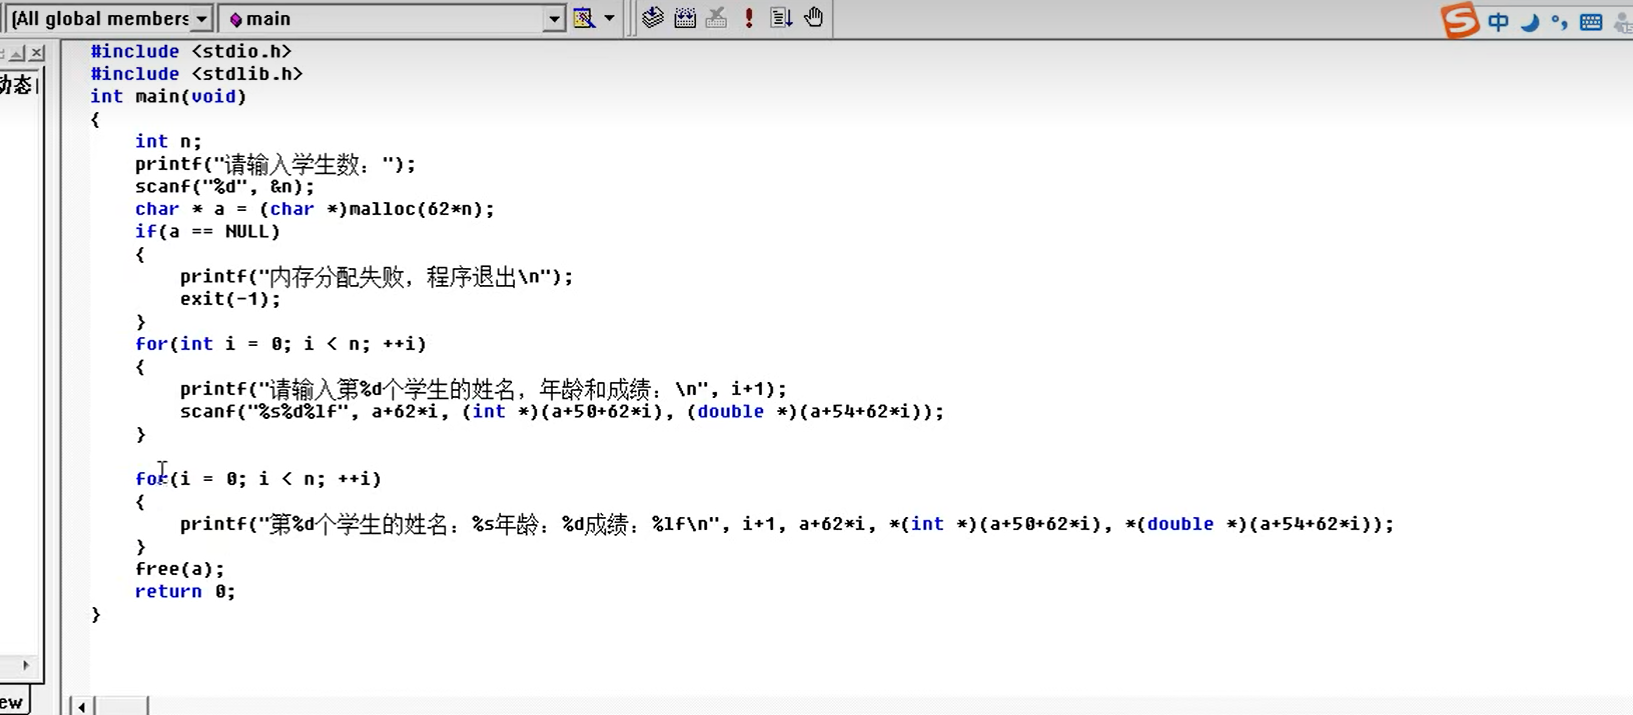 (All global members
main
中
动态
#include <stdio.h>
#include <stdlib.h>
int main(void)
{
int n;
printf("请输入学生数：");
scanf("%d", &n);
char * a = (char *)malloc(62*n);
if(a == NULL)
{
printf("内存分配失败，程序退出\n");
exit(-1);
}
for(int i = 0; i < n; ++i)
{
printf("请输入第%d个学生的姓名，年龄和成绩：\n", i+1);
scanf("%s%d%lf", a+62*i, (int *)(a+50+62*i), (double *)(a+54+62*i));
}
for(i = 0; i < n; ++i)
{
printf("第%d个学生的姓名：%s年龄：%d成绩：%lf\n", i+1, a+62*i, *(int *)(a+50+62*i), *(double *)(a+54+62*i));
}
free(a);
return 0;
}
ew